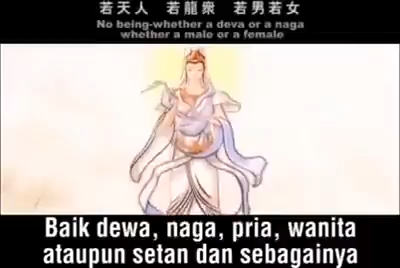 若天人 若龍衆 若男若女
No being-whether a deva or a naga
whether a male or a female
Baik dewa, naga, pria, wanita
ataupun setan dan sebagainya